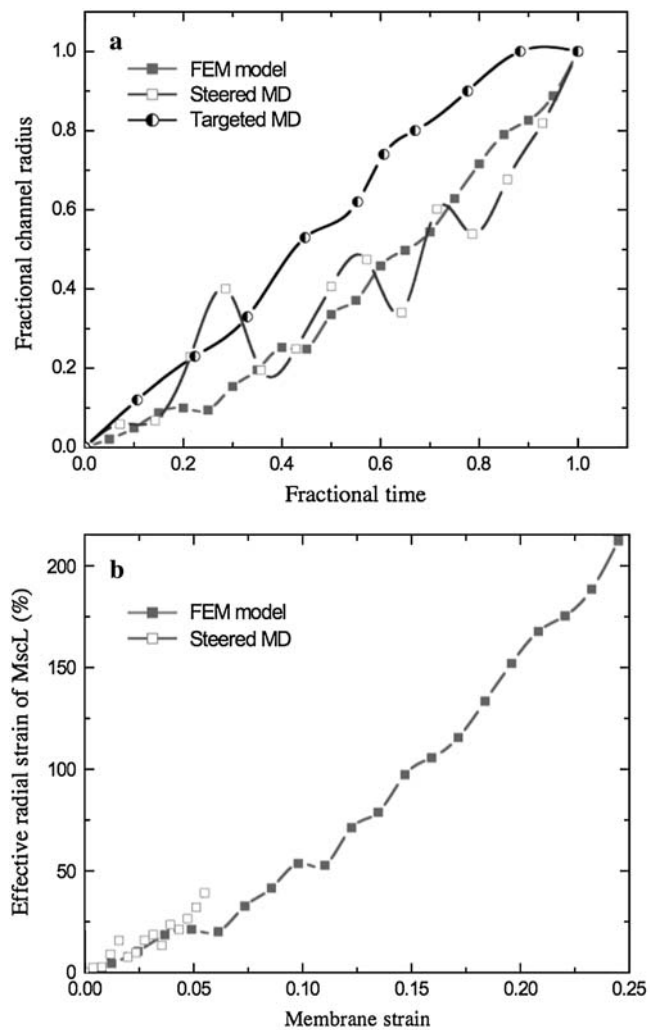 a
FEM model
Steered MD
Targeted MD
Fractional channel radius
1.0
0.8
0.6
0.4
0.2
0.0
0.0 0.2 0.4 0.6 0.8 1.0
Fractional time
b
FEM model
Steered MD
Effective radial strain of MscL (%)
200
150
100
50
0
0.00 0.05 0.10 0.15 0.20 0.25
Membrane strain